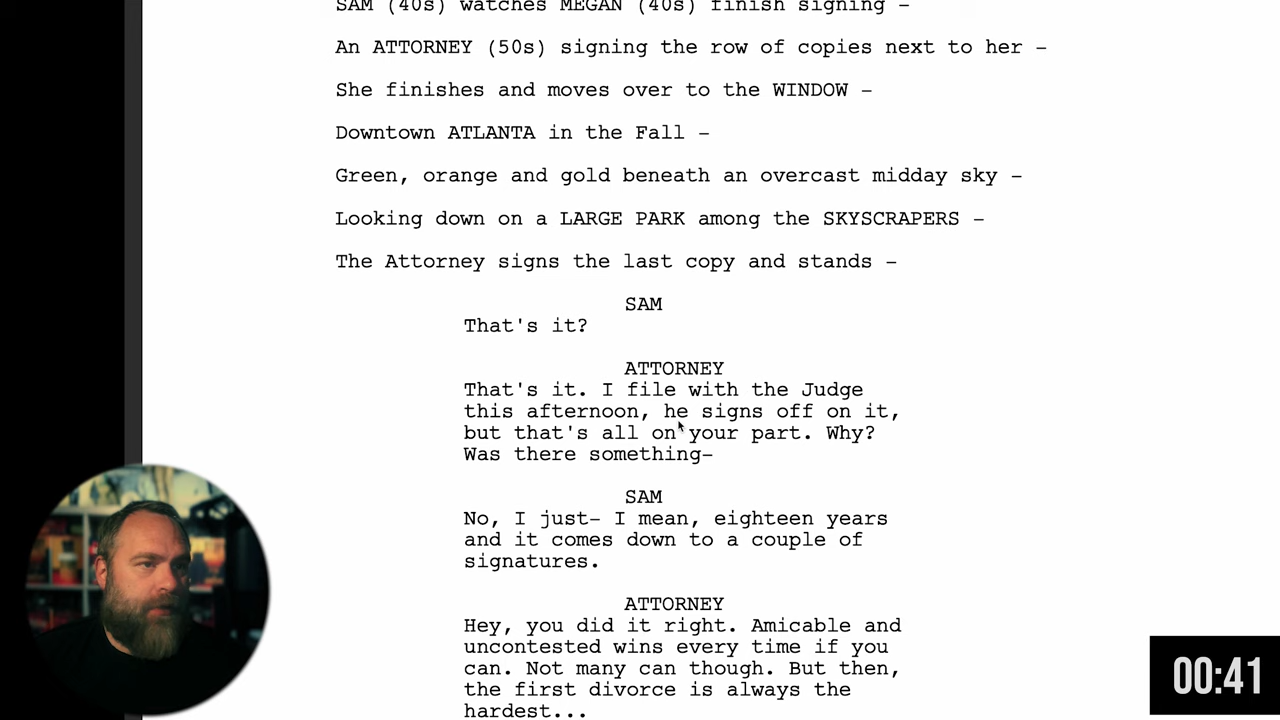 SAM (40s) watches MEGAN (40s) finish signing –
An ATTORNEY (50s) signing the row of copies next to her –
She finishes and moves over to the WINDOW –
Downtown ATLANTA in the Fall –
Green, orange and gold beneath an overcast midday sky –
Looking down on a LARGE PARK among the SKYSCRAPERS –
The Attorney signs the last copy and stands –
SAM
That's it?
ATTORNEY
That's it. I file with the Judge
this afternoon, he signs off on it,
but that's all on your part. Why?
Was there something–
SAM
No, I just– I mean, eighteen years
and it comes down to a couple of
signatures.
ATTORNEY
Hey, you did it right. Amicable and
uncontested wins every time if you
can. Not many can though. But then,
the first divorce is always the
hardest...
00:41